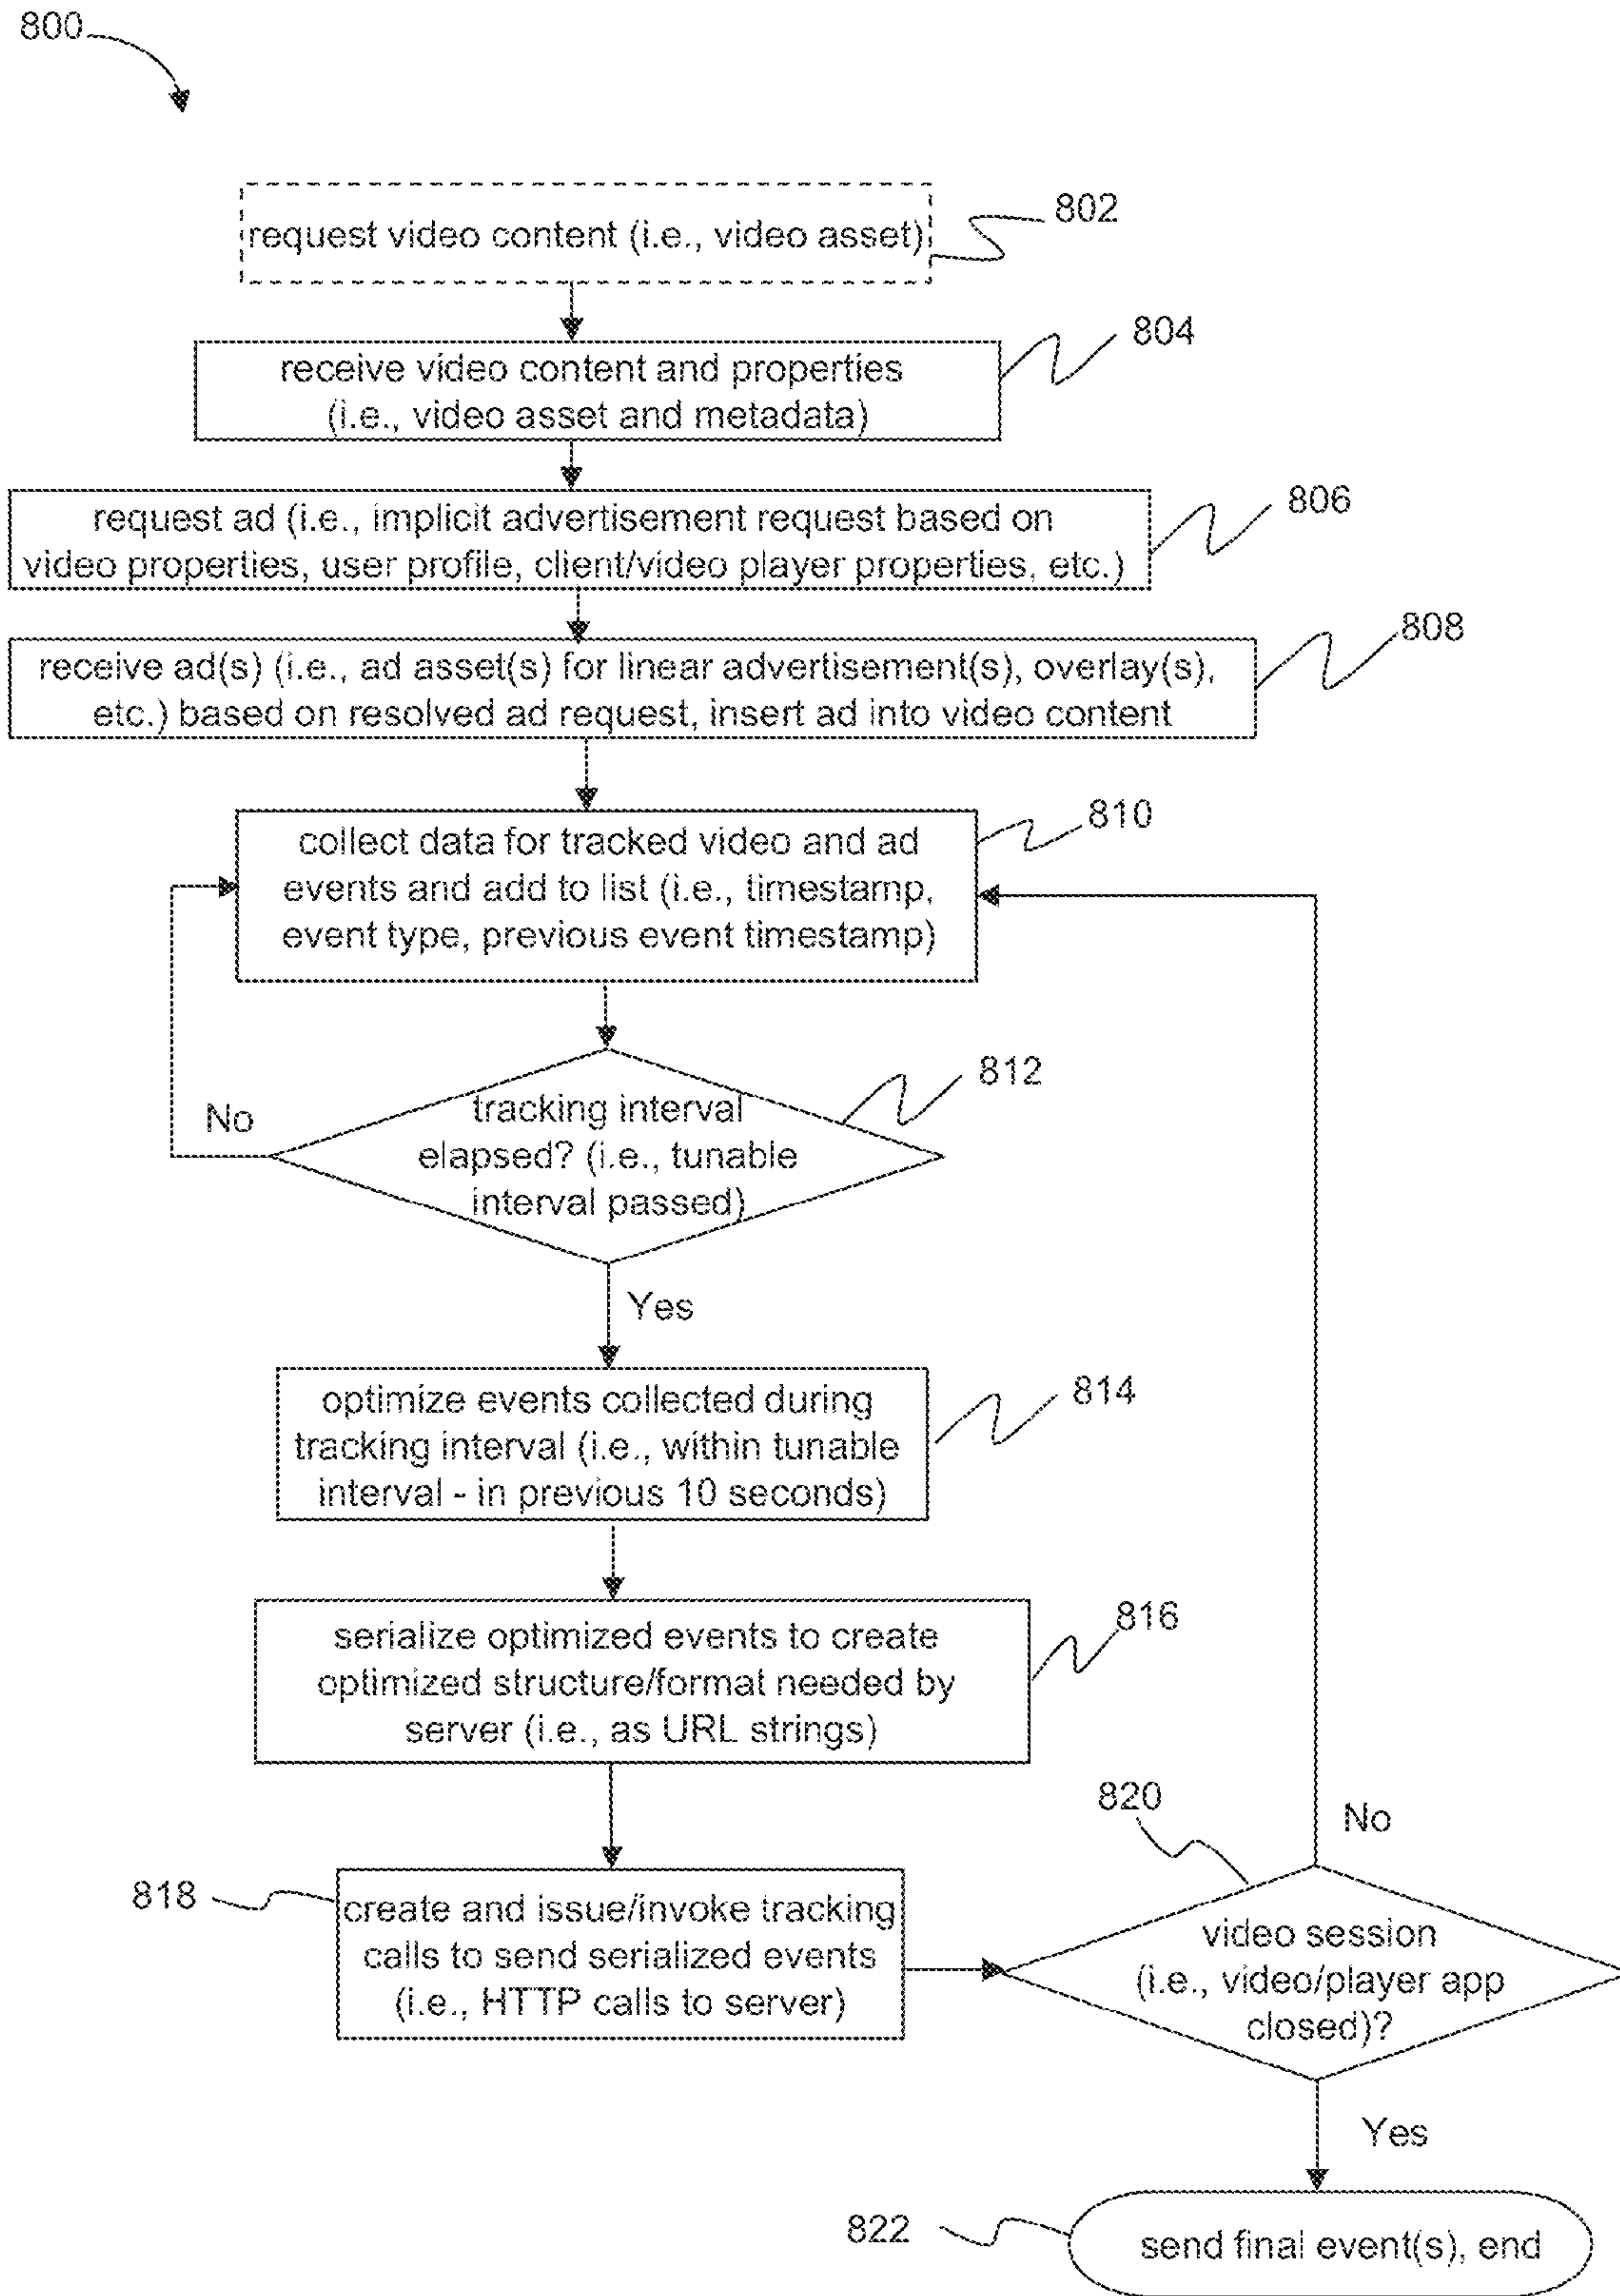 800
request video content (i.e., video asset)
802
receive video content and properties
(i.e., video asset and metadata)
804
request ad (i.e., implicit advertisement request based on
video properties, user profile, client/video player properties, etc.)
806
receive ad(s) (i.e., ad asset(s) for linear advertisement(s), overlay(s),
etc.) based on resolved ad request, insert ad into video content
808
collect data for tracked video and ad
events and add to list (i.e., timestamp,
event type, previous event timestamp)
810
tracking interval
elapsed? (i.e., tunable
interval passed)
812
No
Yes
optimize events collected during
tracking interval (i.e., within tunable
interval - in previous 10 seconds)
814
serialize optimized events to create
optimized structure/format needed by
server (i.e., as URL strings)
816
818
create and issue/invoke tracking
calls to send serialized events
(i.e., HTTP calls to server)
820
No
video session
(i.e., video/player app
closed)?
Yes
822
send final event(s), end